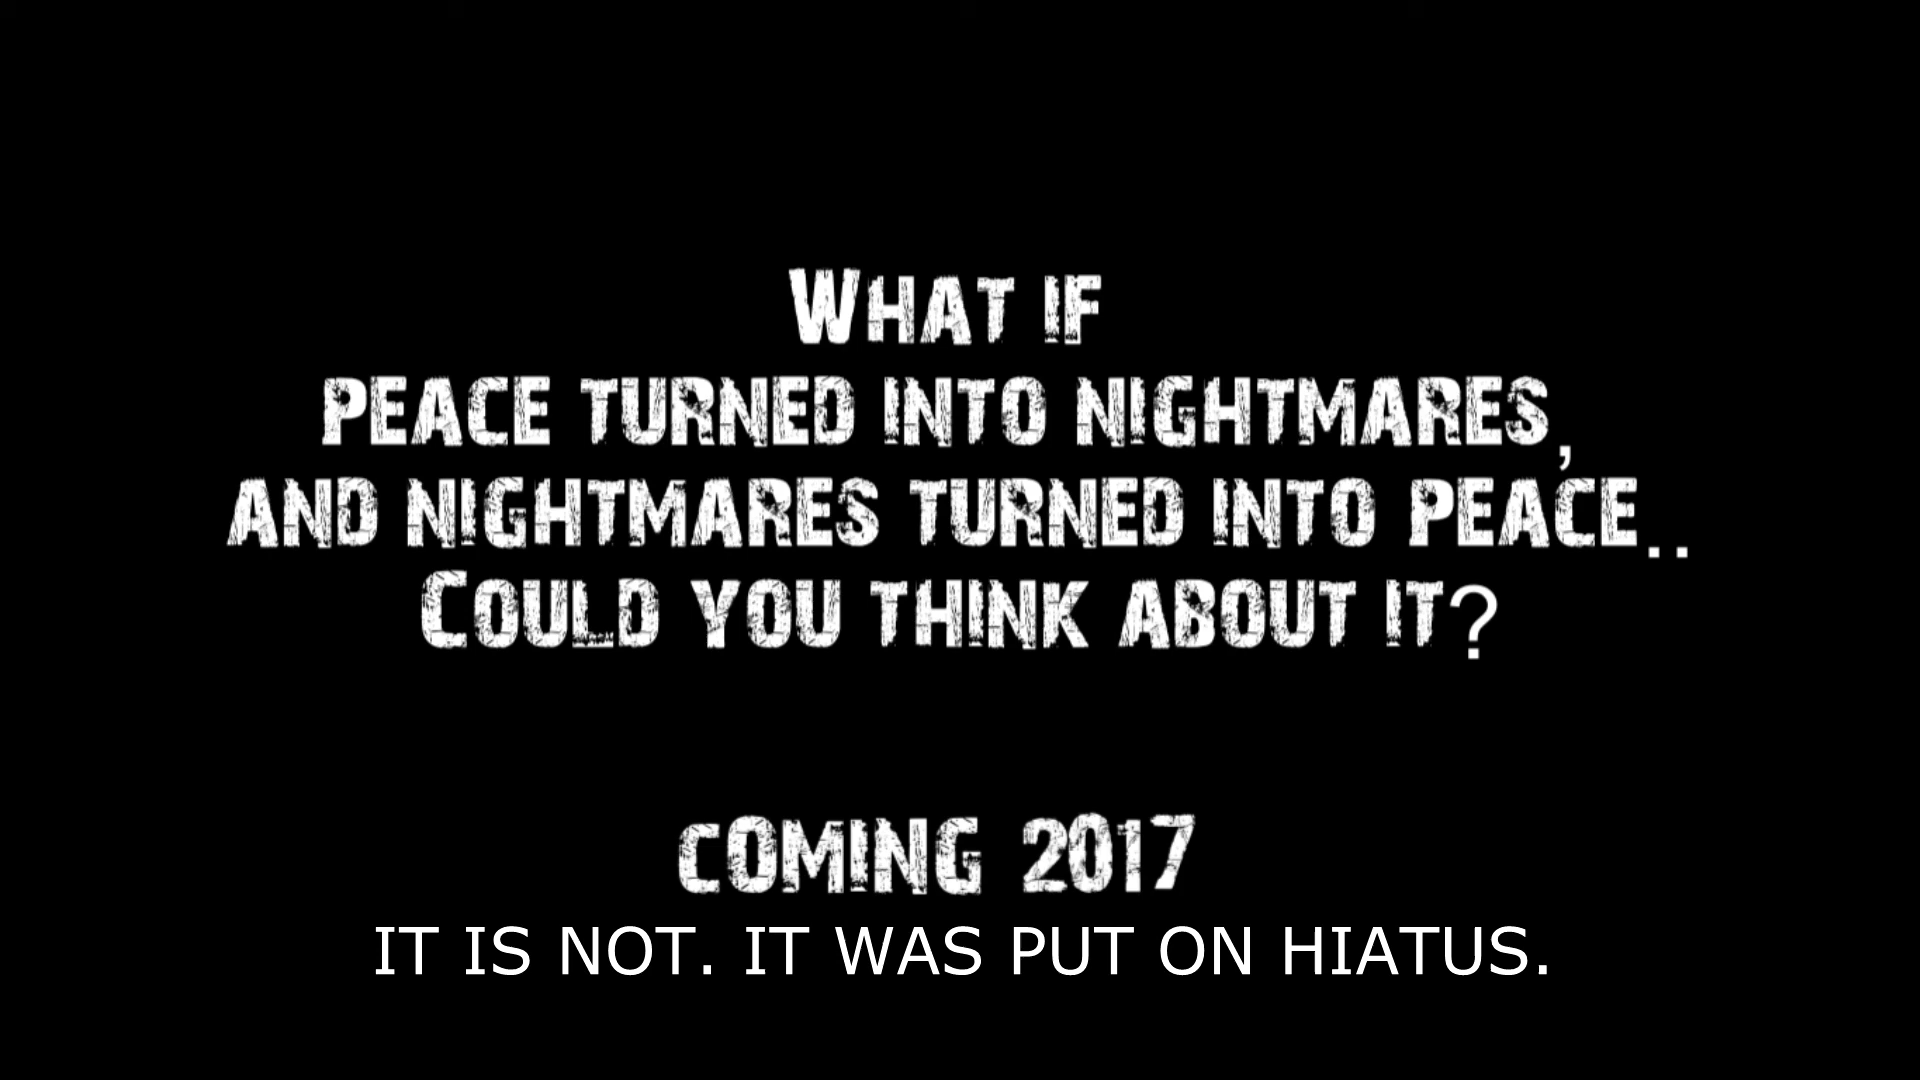 What if
peace turned into nightmares,
and nightmares turned into peace..
Could you think about it?
cOMING 2017
IT IS NOT. IT WAS PUT ON HIATUS.